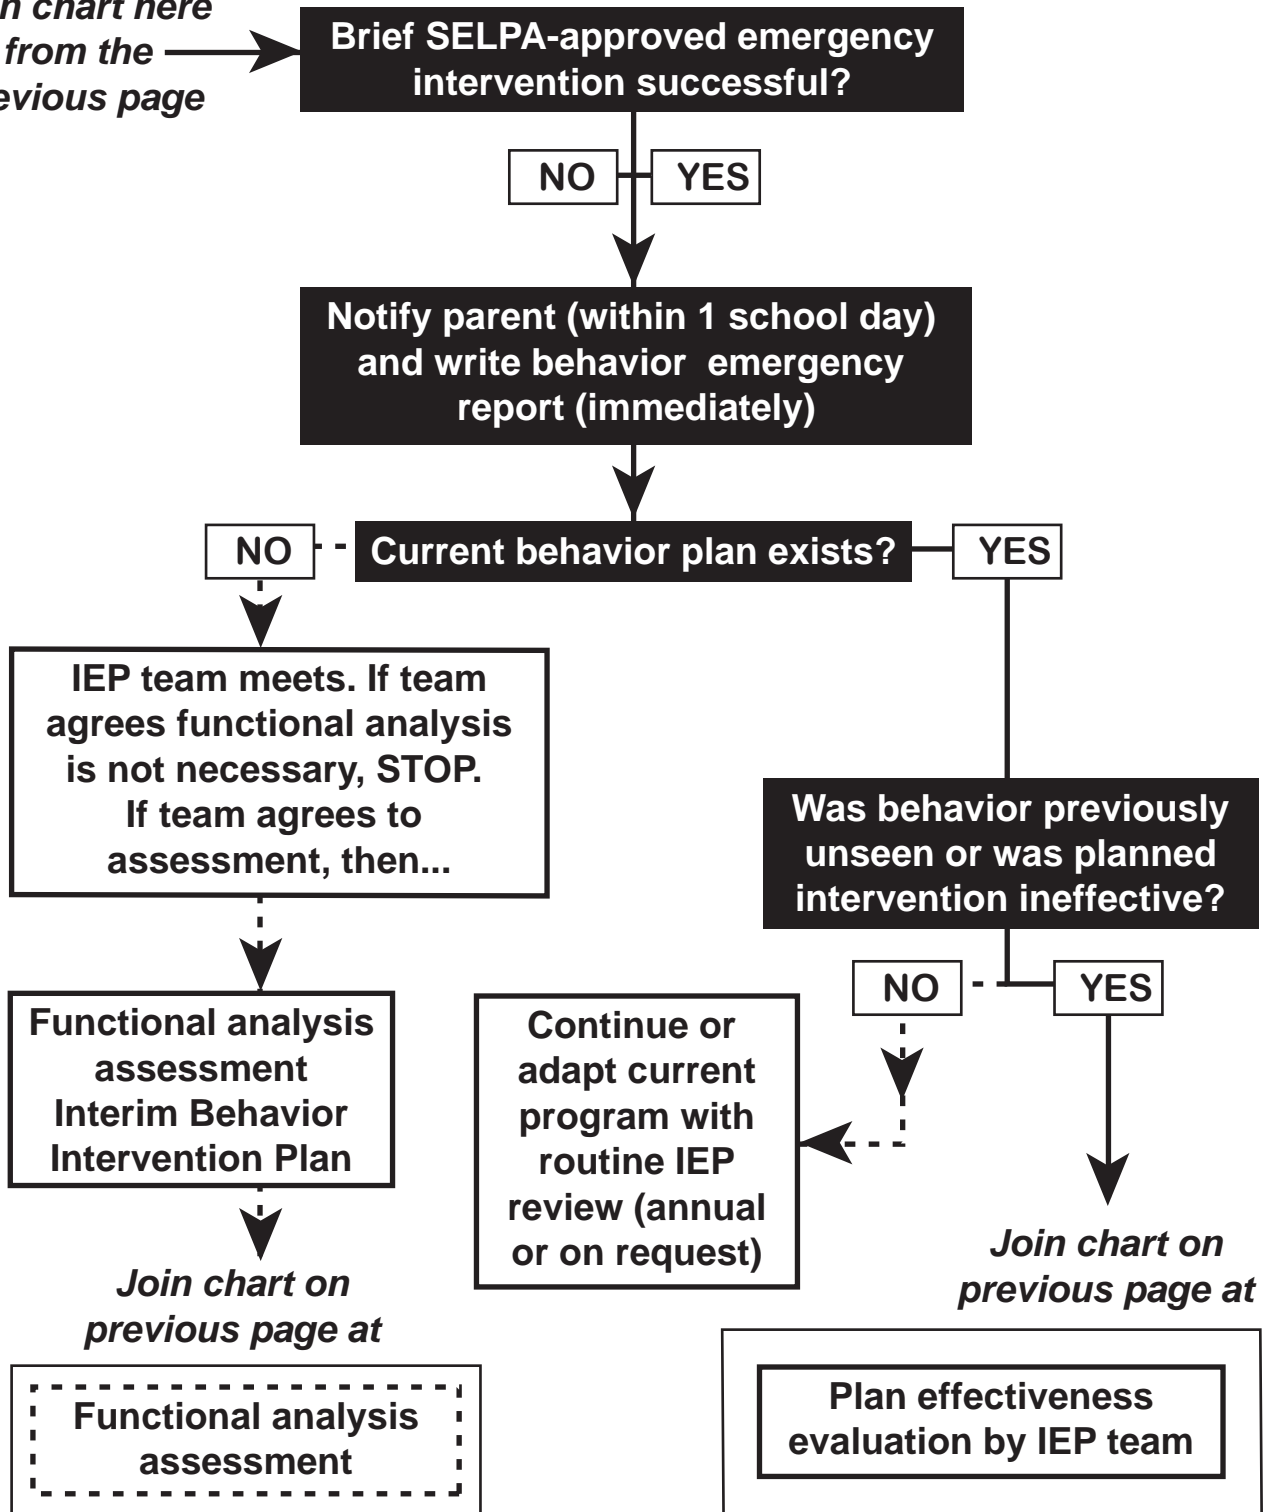 n chart here
from the
evious page
Brief SELPA-approved emergency
intervention successful?
NO YES
Notify parent (within 1 school day)
and write behavior emergency
report (immediately)
NO
Current behavior plan exists?
YES
IEP team meets. If team
agrees functional analysis
is not necessary, STOP.
If team agrees to
assessment, then...
Was behavior previously
unseen or was planned
intervention ineffective?
NO YES
Functional analysis
assessment
Interim Behavior
Intervention Plan
Continue or
adapt current
program with
routine IEP
review (annual
or on request)
Join chart on
previous page at
Join chart on
previous page at
Functional analysis
assessment
Plan effectiveness
evaluation by IEP team